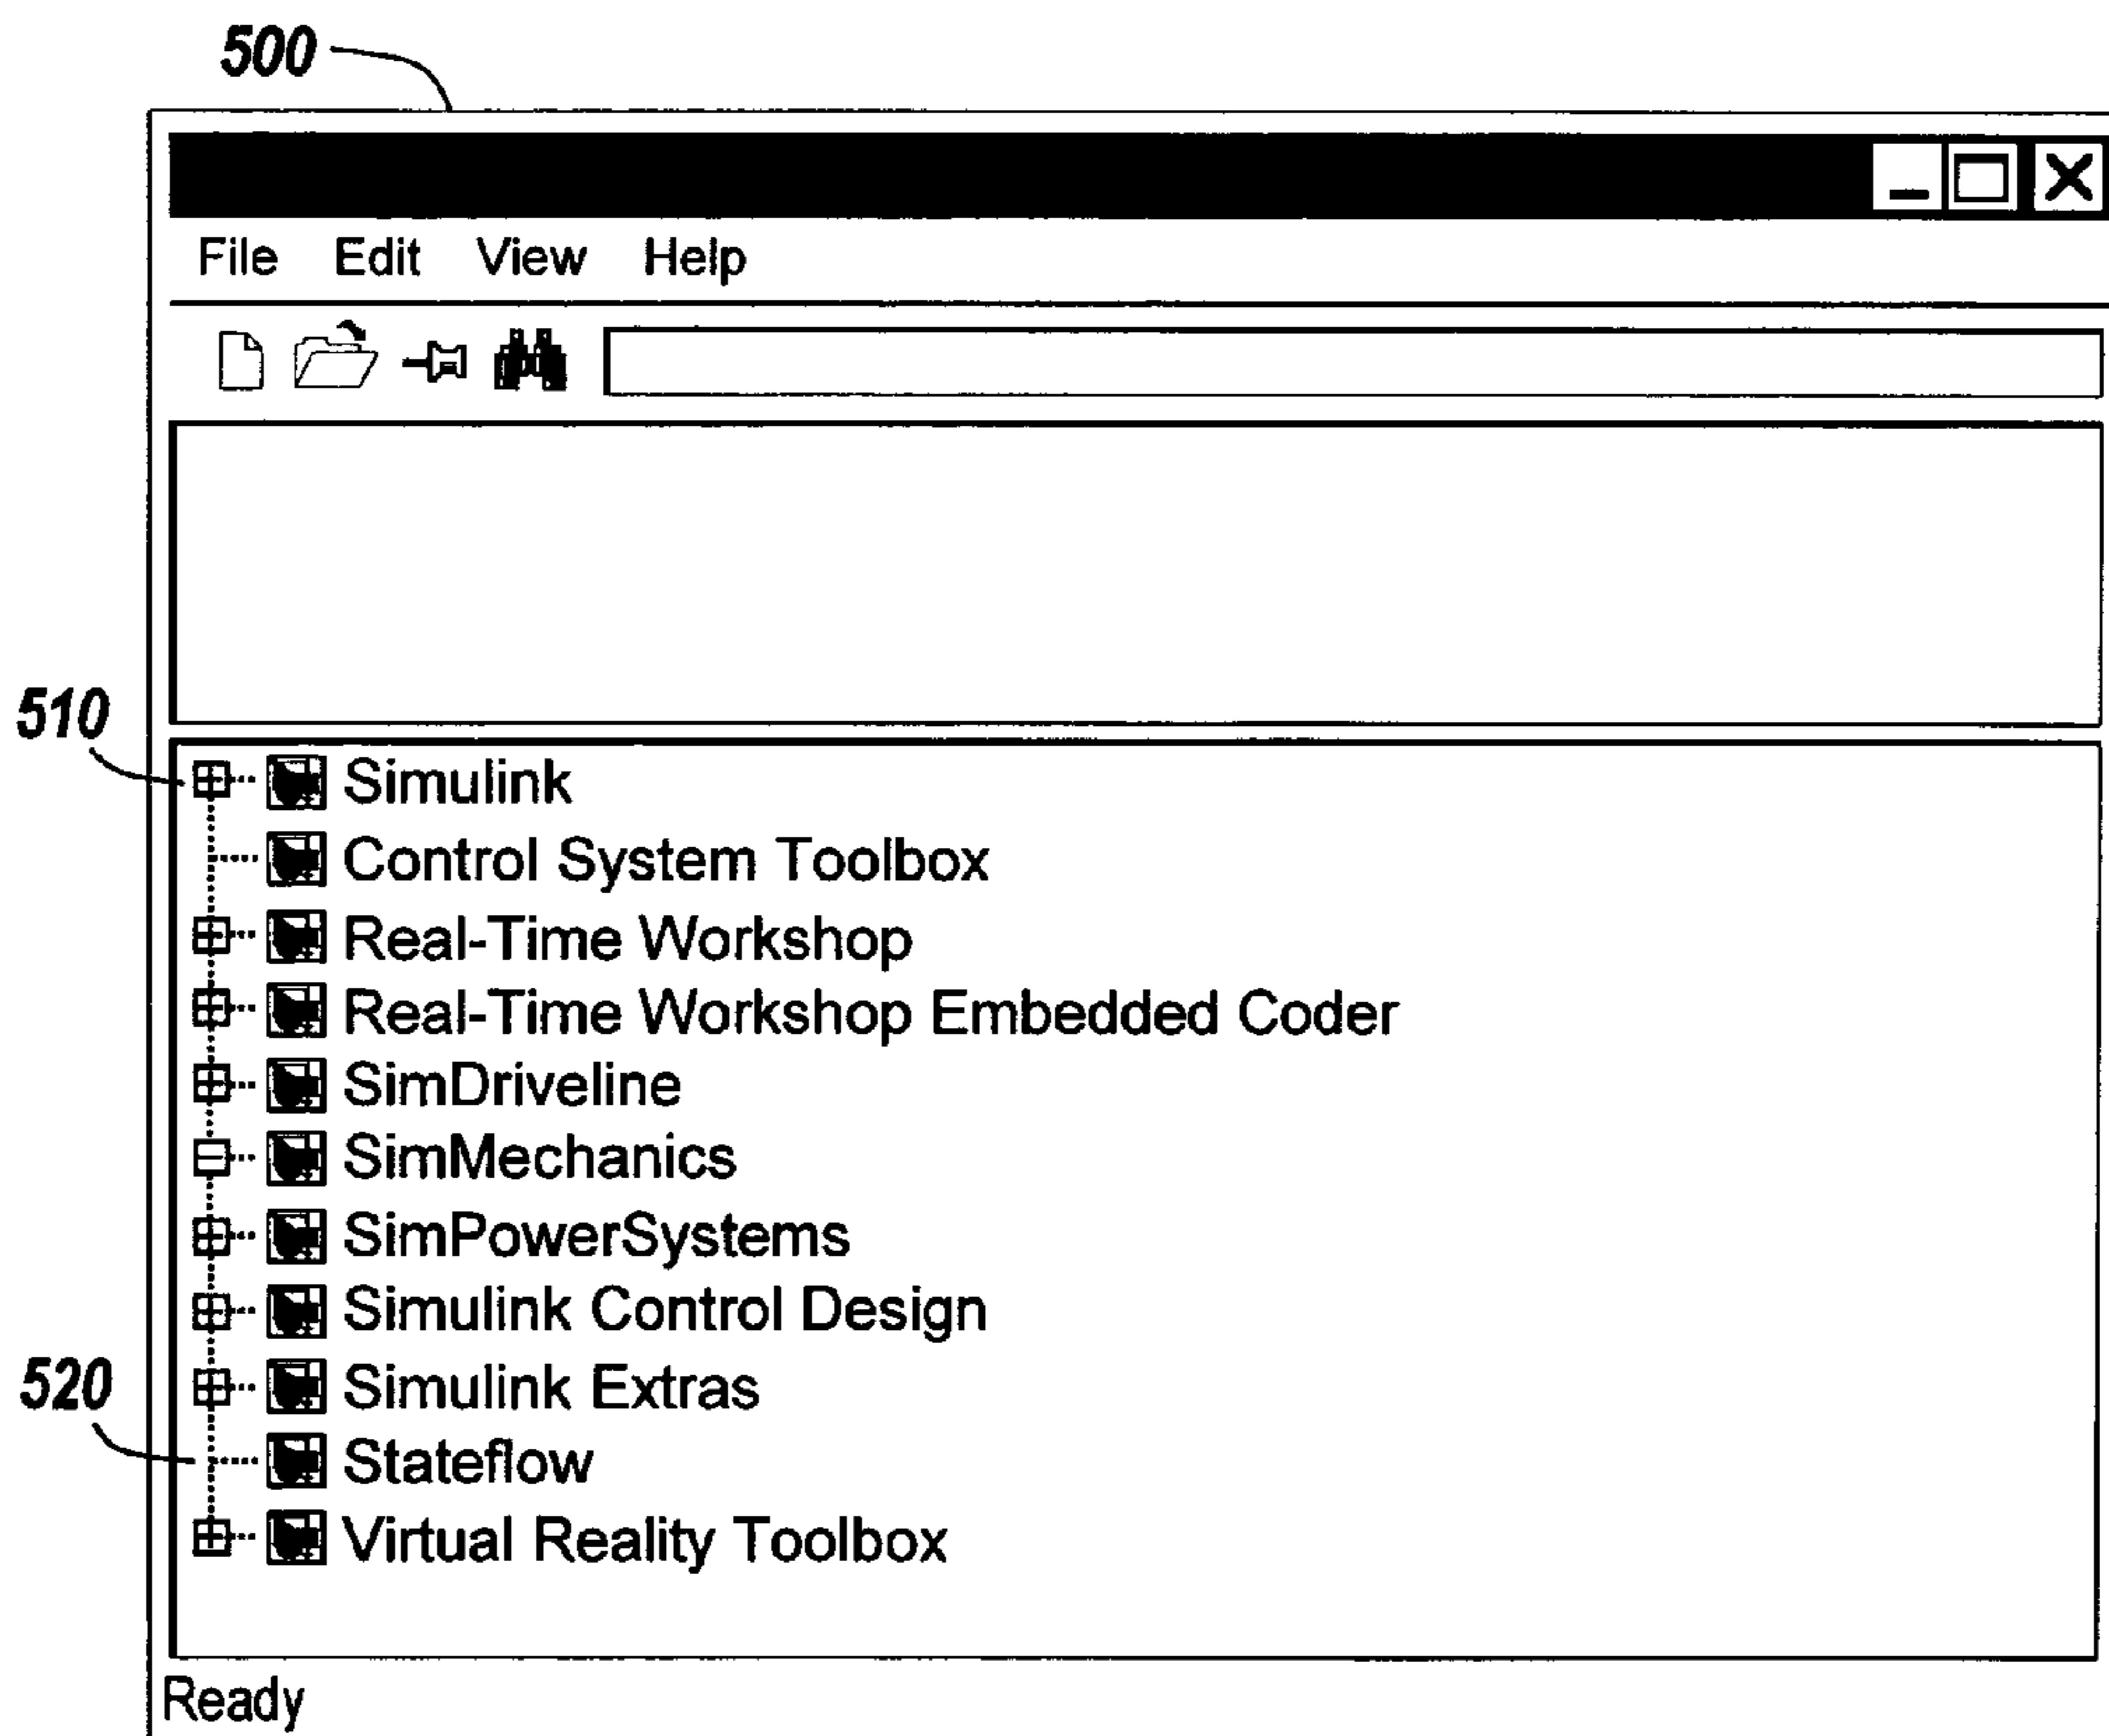 500
File Edit View Help
510
Simulink
Control System Toolbox
Real-Time Workshop
Real-Time Workshop Embedded Coder
SimDriveline
SimMechanics
SimPowerSystems
Simulink Control Design
Simulink Extras
520
Stateflow
Virtual Reality Toolbox
Ready